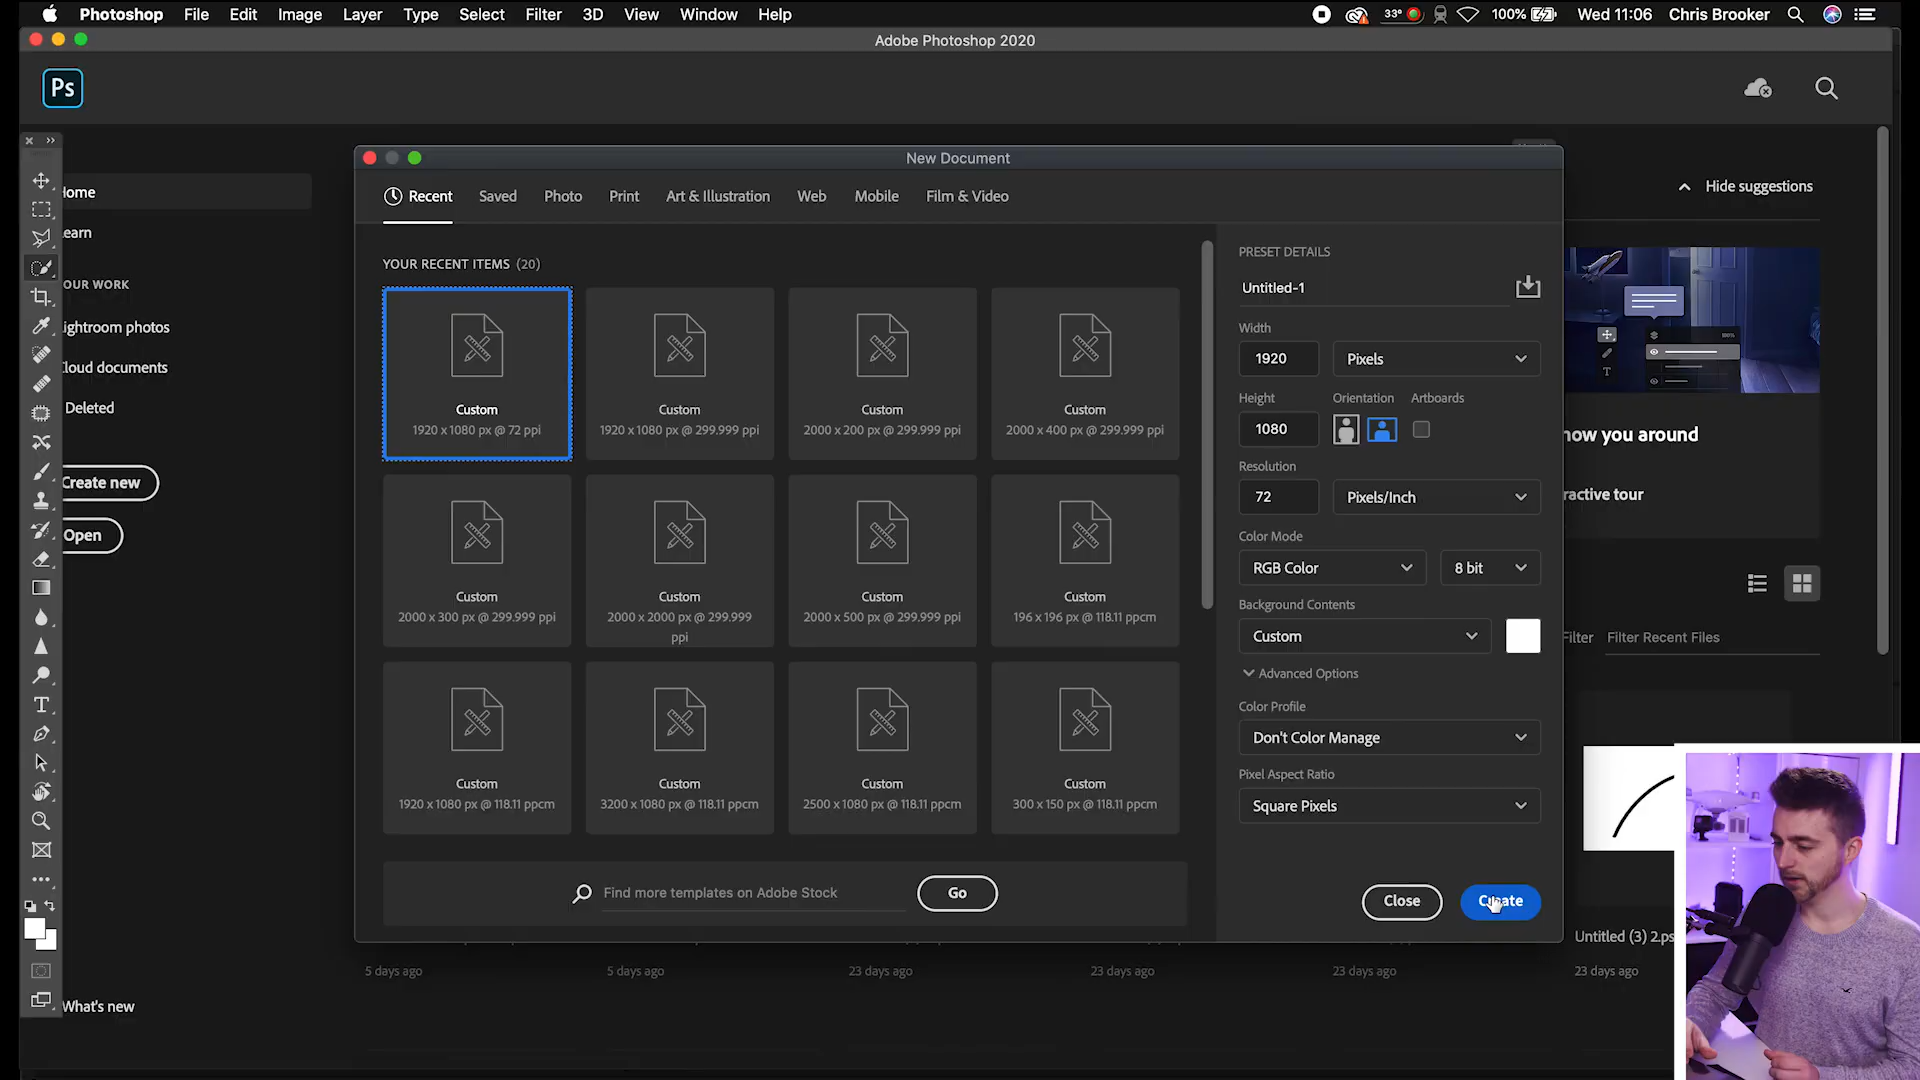 Photoshop File Edit Image Layer Type Select Filter 3D View Window Help 33° 100% Wed 11:06 Chris Brooker
Adobe Photoshop 2020
Ps
New Document
Home
earn
OUR WORK
ightroom photos
loud documents
Deleted
Create new
Open
What's new
Recent Saved Photo Print Art & Illustration Web Mobile Film & Video
YOUR RECENT ITEMS (20)
Custom
1920 x 1080 px @ 72 ppi
Custom
1920 x 1080 px @ 299.999 ppi
Custom
2000 x 200 px @ 299.999 ppi
Custom
2000 x 400 px @ 299.999 ppi
Custom
2000 x 300 px @ 299.999 ppi
Custom
2000 x 2000 px @ 299.999
ppi
Custom
2000 x 500 px @ 299.999 ppi
Custom
196 x 196 px @ 118.11 ppcm
Custom
1920 x 1080 px @ 118.11 ppcm
Custom
3200 x 1080 px @ 118.11 ppcm
Custom
2500 x 1080 px @ 118.11 ppcm
Custom
300 x 150 px @ 118.11 ppcm
Find more templates on Adobe Stock
Go
PRESET DETAILS
Untitled-1
Width
1920 Pixels
Height Orientation Artboards
1080
Resolution
72 Pixels/Inch
Color Mode
RGB Color 8 bit
Background Contents
Custom
Advanced Options
Color Profile
Don't Color Manage
Pixel Aspect Ratio
Square Pixels
Close Create
Hide suggestions
how you around
ractive tour
Filter Filter Recent Files
Untitled (3) 2.ps
5 days ago 5 days ago 23 days ago 23 days ago 23 days ago 23 days ago